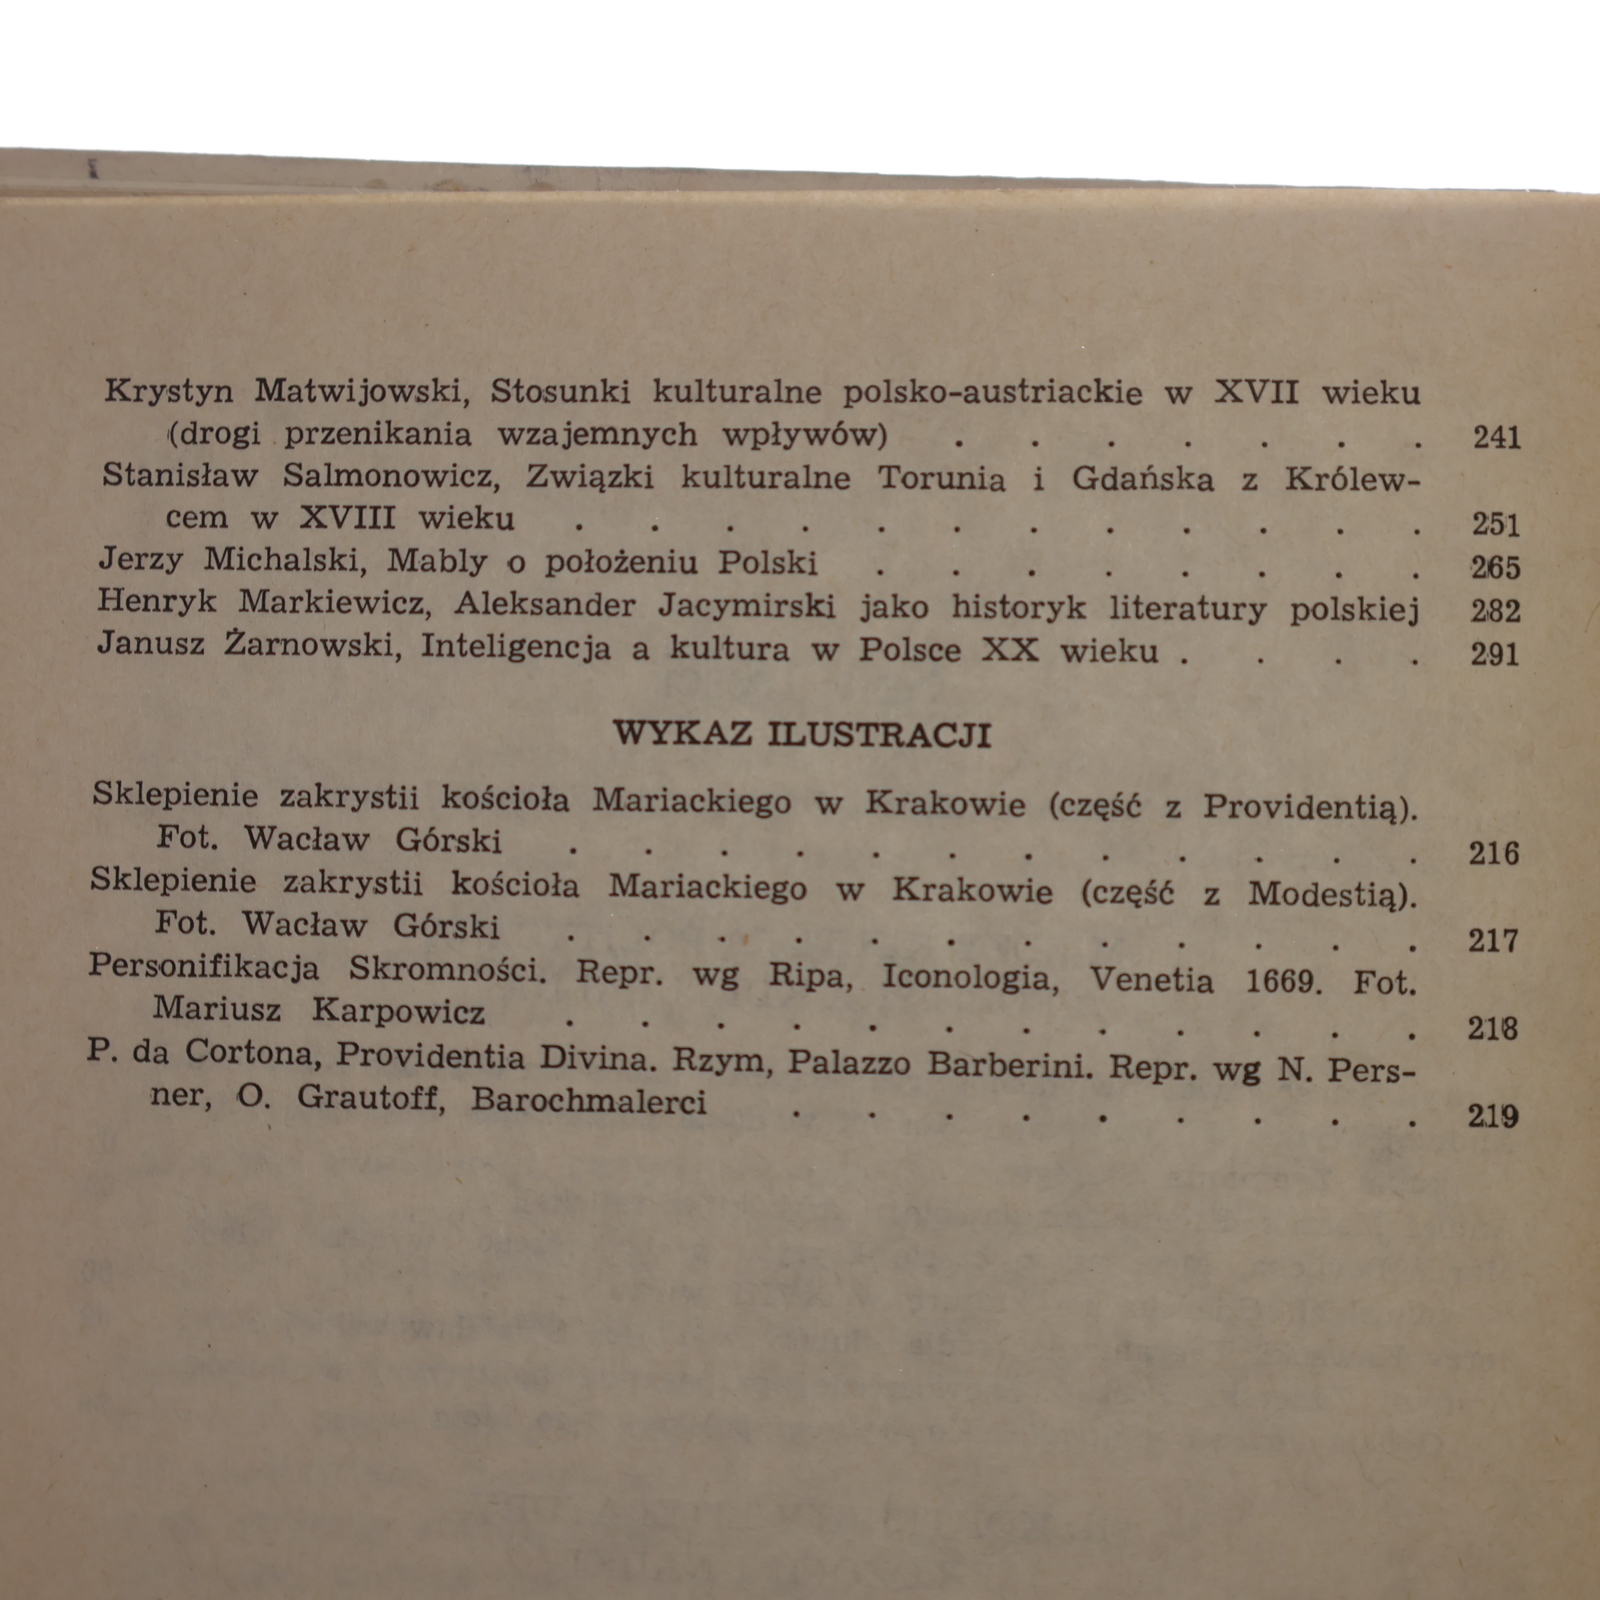 Krystyn Matwijowski, Stosunki kulturalne polsko-austriackie w XVII wieku
(drogi przenikania wzajemnych wpływów) . . . . . . . 241
Stanisław Salmonowicz, Związki kulturalne Torunia i Gdańska z Królew-
cem w XVIII wieku . . . . . . . . . . . . 251
Jerzy Michalski, Mably o położeniu Polski . . . . . . . . 265
Henryk Markiewicz, Aleksander Jacymirski jako historyk literatury polskiej 282
Janusz Żarnowski, Inteligencja a kultura w Polsce XX wieku . . . . 291
WYKAZ ILUSTRACJI
Sklepienie zakrystii kościoła Mariackiego w Krakowie (część z Providentią).
Fot. Wacław Górski . . . . . . . . . . . . 216
Sklepienie zakrystii kościoła Mariackiego w Krakowie (część z Modestią).
Fot. Wacław Górski . . . . . . . . . . . . 217
Personifikacja Skromności. Repr. wg Ripa, Iconologia, Venetia 1669. Fot.
Mariusz Karpowicz . . . . . . . . . . . . 218
P. da Cortona, Providentia Divina. Rzym, Palazzo Barberini. Repr. wg N. Pers-
ner, O. Grautoff, Barochmalerci . . . . . . . . . 219